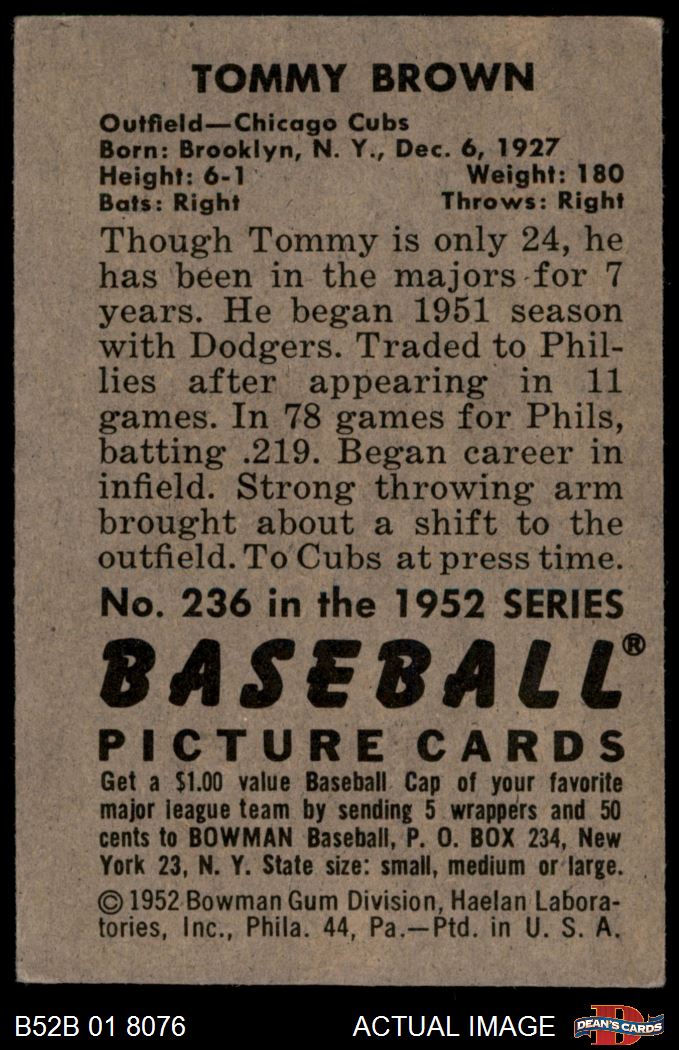 TOMMY BROWN
Outfield—Chicago Cubs
Born: Brooklyn, N. Y., Dec. 6, 1927
Height: 6-1 Weight: 180
Bats: Right Throws: Right
Though Tommy is only 24, he
has been in the majors for 7
years. He began 1951 season
with Dodgers. Traded to Phil-
lies after appearing in 11
games. In 78 games for Phils,
batting .219. Began career in
infield. Strong throwing arm
brought about a shift to the
outfield. To Cubs at press time.
No. 236 in the 1952 SERIES
BASEBALL®
PICTURE CARDS
Get a $1.00 value Baseball Cap of your favorite
major league team by sending 5 wrappers and 50
cents to BOWMAN Baseball, P. O. BOX 234, New
York 23, N. Y. State size: small, medium or large.
© 1952 Bowman Gum Division, Haelan Labora-
tories, Inc., Phila. 44, Pa.—Ptd. in U. S. A.
B52B 01 8076 ACTUAL IMAGE D DEAN'S CARDS